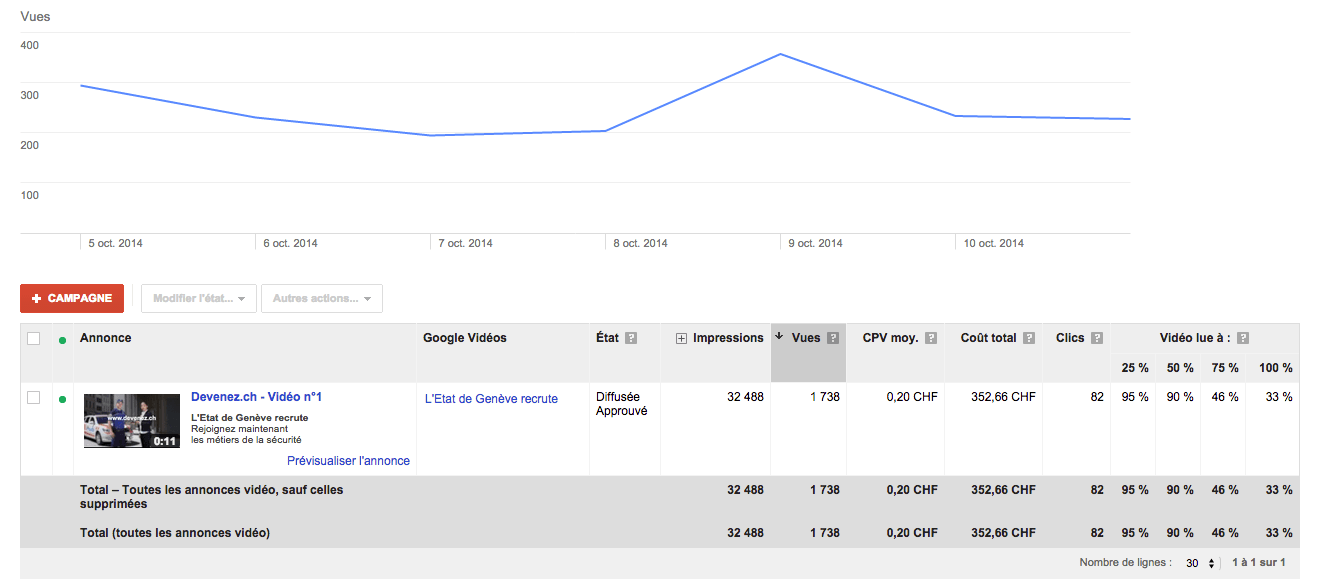 Vues
400
300
200
100
5 oct. 2014 6 oct. 2014 7 oct. 2014 8 oct. 2014 9 oct. 2014 10 oct. 2014
+ CAMPAGNE Modifier l'état... Autres actions...
Annonce Google Vidéos État ? Impressions Vues ? CPV moy. ? Coût total ? Clics ? Vidéo lue à : ?
25 % 50 % 75 % 100 %
Devenez.ch - Vidéo n°1 L'Etat de Genève recrute Diffusée 32 488 1 738 0,20 CHF 352,66 CHF 82 95 % 90 % 46 % 33 %
Approuvé
www.devenez.ch
0:11
L'Etat de Genève recrute
Rejoignez maintenant
les métiers de la sécurité
Prévisualiser l'annonce
Total – Toutes les annonces vidéo, sauf celles 32 488 1 738 0,20 CHF 352,66 CHF 82 95 % 90 % 46 % 33 %
supprimées
Total (toutes les annonces vidéo) 32 488 1 738 0,20 CHF 352,66 CHF 82 95 % 90 % 46 % 33 %
Nombre de lignes : 30 1 à 1 sur 1